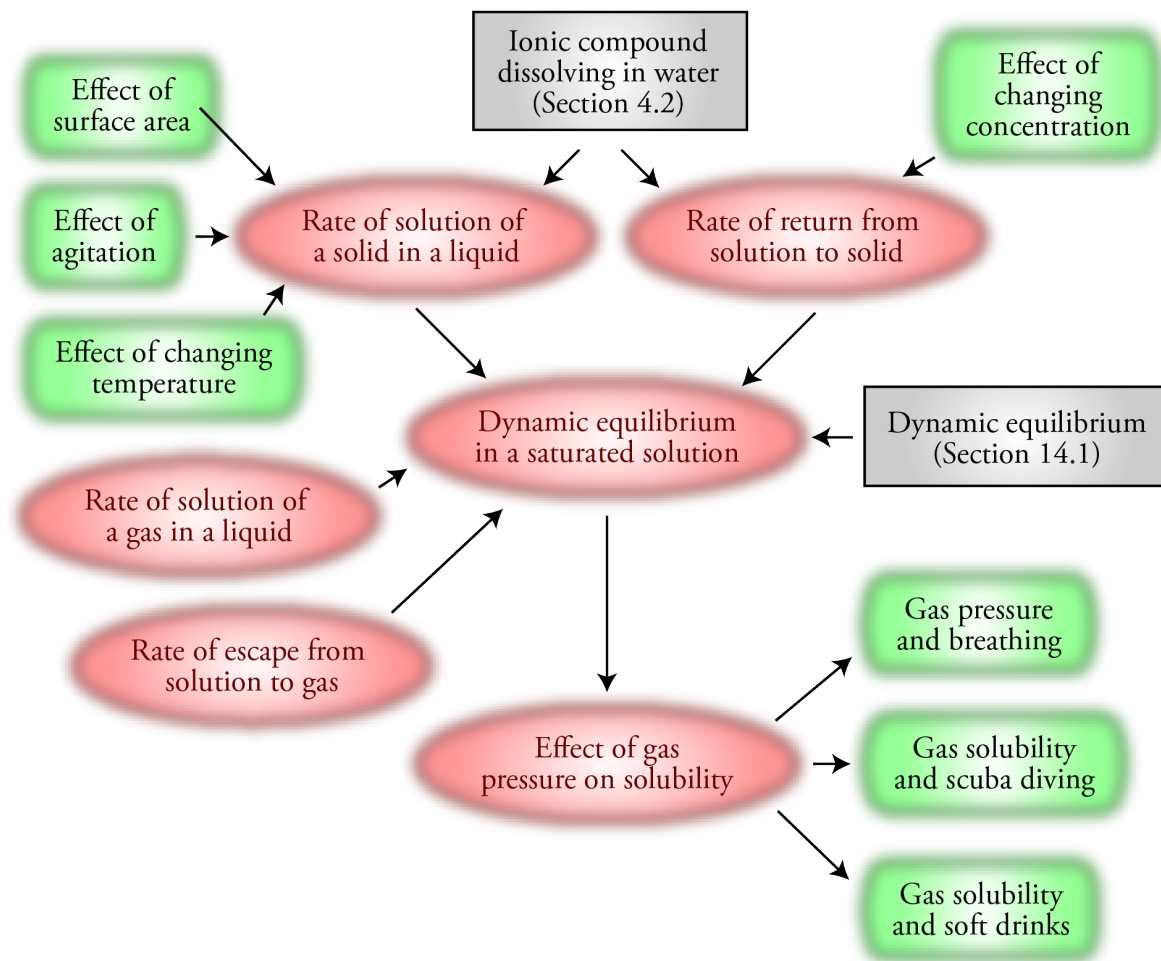 Ionic compound
dissolving in water
(Section 4.2)
Effect of
surface area
Effect of
changing
concentration
Effect of
agitation
Rate of solution of
a solid in a liquid
Rate of return from
solution to solid
Effect of changing
temperature
Dynamic equilibrium
in a saturated solution
Dynamic equilibrium
(Section 14.1)
Rate of solution of
a gas in a liquid
Rate of escape from
solution to gas
Gas pressure
and breathing
Effect of gas
pressure on solubility
Gas solubility
and scuba diving
Gas solubility
and soft drinks